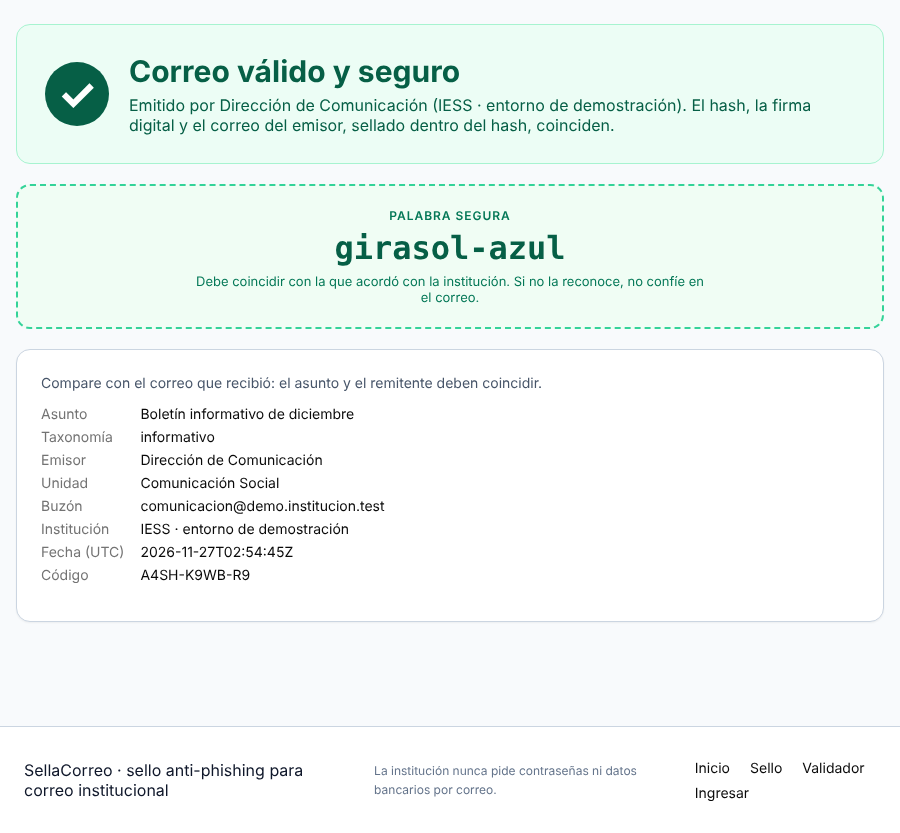 Correo válido y seguro
Emitido por Dirección de Comunicación (IESS · entorno de demostración). El hash, la firma
digital y el correo del emisor, sellado dentro del hash, coinciden.
PALABRA SEGURA
girasol-azul
Debe coincidir con la que acordó con la institución. Si no la reconoce, no confíe en
el correo.
Compare con el correo que recibió: el asunto y el remitente deben coincidir.
Asunto Boletín informativo de diciembre
Taxonomía informativo
Emisor Dirección de Comunicación
Unidad Comunicación Social
Buzón comunicacion@demo.institucion.test
Institución IESS · entorno de demostración
Fecha (UTC) 2026-11-27T02:54:45Z
Código A4SH-K9WB-R9
SellaCorreo · sello anti-phishing para
correo institucional
La institución nunca pide contraseñas ni datos
bancarios por correo.
Inicio Sello Validador
Ingresar